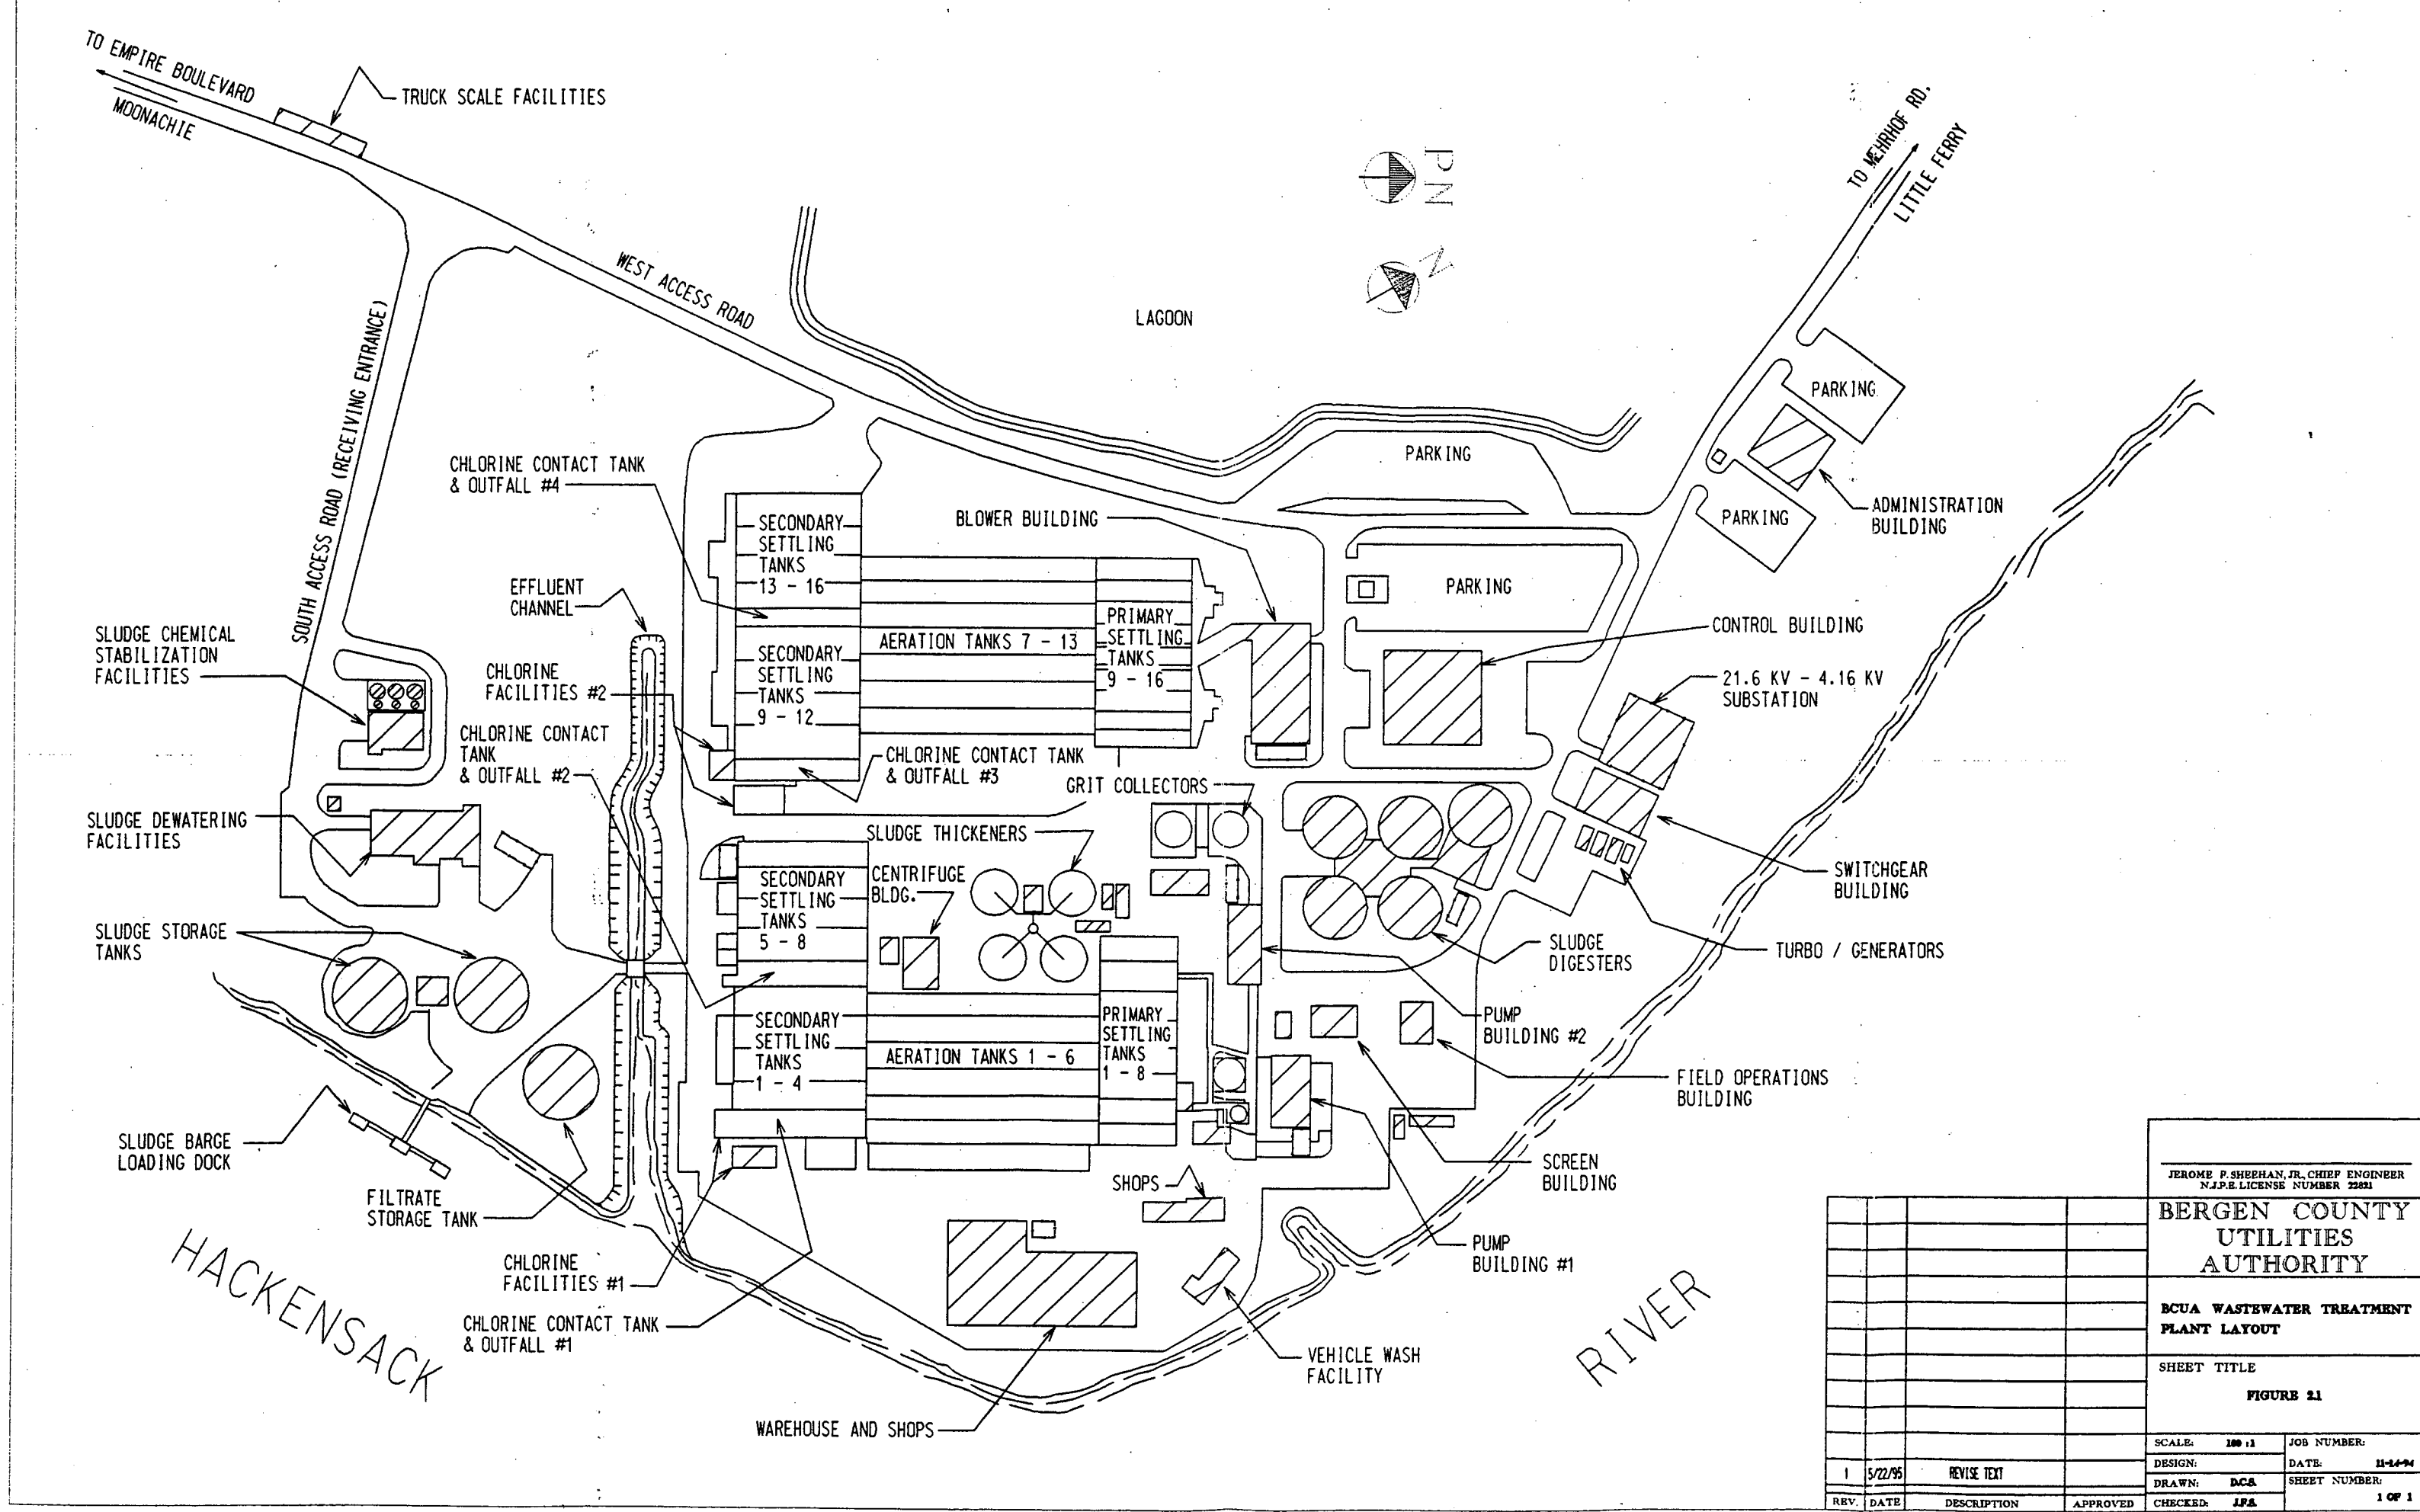 TO EMPIRE BOULEVARD
MOONACHIE
TRUCK SCALE FACILITIES
PN
N
TO MEHRHOF RD.
LITTLE FERRY
WEST ACCESS ROAD
LAGOON
SOUTH ACCESS ROAD (RECEIVING ENTRANCE)
PARKING
PARKING
PARKING
PARKING
ADMINISTRATION
BUILDING
CHLORINE CONTACT TANK
& OUTFALL #4
BLOWER BUILDING
SECONDARY
SETTLING
TANKS
13 - 16
EFFLUENT
CHANNEL
AERATION TANKS 7 - 13
PRIMARY
SETTLING
TANKS
9 - 16
SECONDARY
SETTLING
TANKS
9 - 12
CONTROL BUILDING
21.6 KV - 4.16 KV
SUBSTATION
SLUDGE CHEMICAL
STABILIZATION
FACILITIES
CHLORINE
FACILITIES #2
CHLORINE CONTACT
TANK
& OUTFALL #2
CHLORINE CONTACT TANK
& OUTFALL #3
GRIT COLLECTORS
SLUDGE DEWATERING
FACILITIES
SLUDGE THICKENERS
CENTRIFUGE
BLDG.
SECONDARY
SETTLING
TANKS
5 - 8
SWITCHGEAR
BUILDING
SLUDGE STORAGE
TANKS
SLUDGE
DIGESTERS
TURBO / GENERATORS
SECONDARY
SETTLING
TANKS
1 - 4
AERATION TANKS 1 - 6
PRIMARY
SETTLING
TANKS
1 - 8
PUMP
BUILDING #2
FIELD OPERATIONS
BUILDING
SLUDGE BARGE
LOADING DOCK
FILTRATE
STORAGE TANK
SHOPS
SCREEN
BUILDING
PUMP
BUILDING #1
CHLORINE
FACILITIES #1
CHLORINE CONTACT TANK
& OUTFALL #1
VEHICLE WASH
FACILITY
WAREHOUSE AND SHOPS
HACKENSACK
RIVER
JEROME P. SHEEHAN, JR., CHIEF ENGINEER
N.J.P.E. LICENSE NUMBER 22821
BERGEN COUNTY
UTILITIES
AUTHORITY
BCUA WASTEWATER TREATMENT
PLANT LAYOUT
SHEET TITLE
FIGURE 2.1
SCALE: 100 :1
JOB NUMBER:
DESIGN:
DATE: 11-14-94
DRAWN: D.C.S.
SHEET NUMBER:
1 OF 1
CHECKED: J.F.S.
1 5/22/95 REVISE TEXT
REV. DATE DESCRIPTION APPROVED